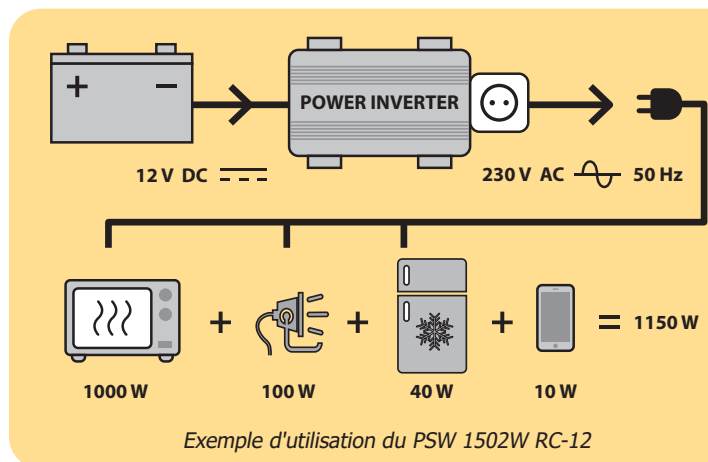 + −
POWER INVERTER
12 V DC
230 V AC 50 Hz
+ + + = 1150 W
1000 W 100 W 40 W 10 W
Exemple d'utilisation du PSW 1502W RC-12